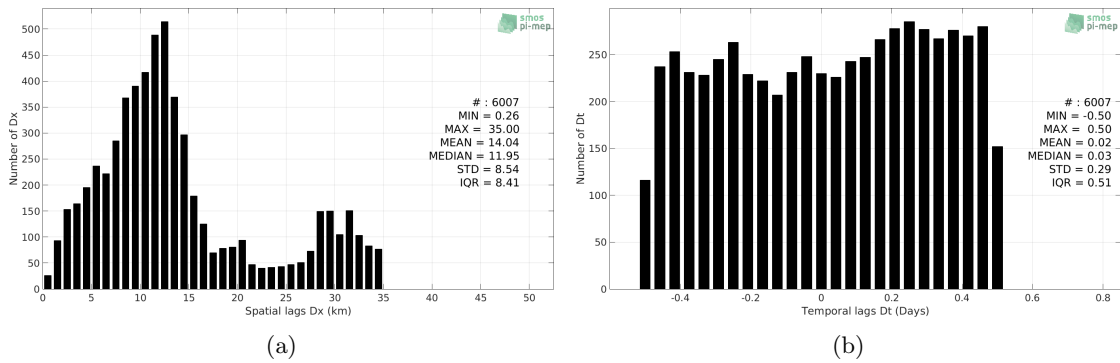 smos
pi-mep
Number of Dx
500
450
400
350
300
250
200
150
100
50
0
# : 6007
MIN = 0.26
MAX = 35.00
MEAN = 14.04
MEDIAN = 11.95
STD = 8.54
IQR = 8.41
0 5 10 15 20 25 30 35 40 45 50
Spatial lags Dx (km)
(a)
smos
pi-mep
Number of Dt
250
200
150
100
50
0
# : 6007
MIN = -0.50
MAX = 0.50
MEAN = 0.02
MEDIAN = 0.03
STD = 0.29
IQR = 0.51
-0.4 -0.2 0 0.2 0.4 0.6 0.8
Temporal lags Dt (Days)
(b)